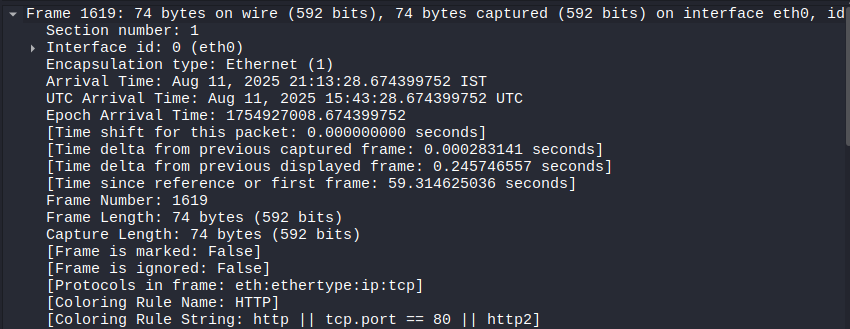 Frame 1619: 74 bytes on wire (592 bits), 74 bytes captured (592 bits) on interface eth0, id
Section number: 1
Interface id: 0 (eth0)
Encapsulation type: Ethernet (1)
Arrival Time: Aug 11, 2025 21:13:28.674399752 IST
UTC Arrival Time: Aug 11, 2025 15:43:28.674399752 UTC
Epoch Arrival Time: 1754927008.674399752
[Time shift for this packet: 0.000000000 seconds]
[Time delta from previous captured frame: 0.000283141 seconds]
[Time delta from previous displayed frame: 0.245746557 seconds]
[Time since reference or first frame: 59.314625036 seconds]
Frame Number: 1619
Frame Length: 74 bytes (592 bits)
Capture Length: 74 bytes (592 bits)
[Frame is marked: False]
[Frame is ignored: False]
[Protocols in frame: eth:ethertype:ip:tcp]
[Coloring Rule Name: HTTP]
[Coloring Rule String: http || tcp.port == 80 || http2]